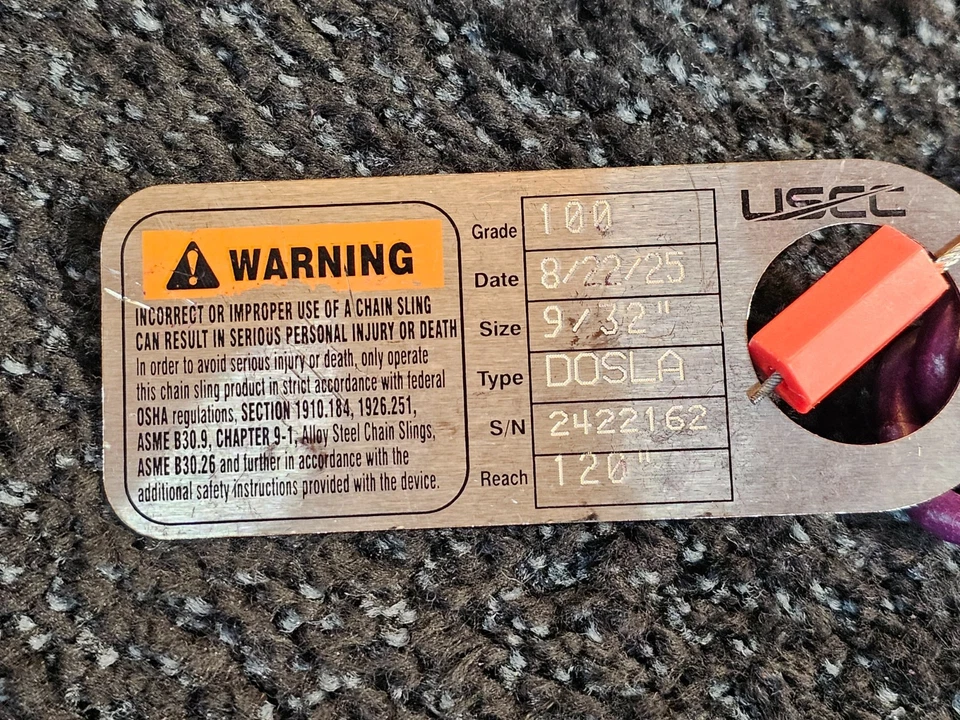 USCC
WARNING
INCORRECT OR IMPROPER USE OF A CHAIN SLING
CAN RESULT IN SERIOUS PERSONAL INJURY OR DEATH
In order to avoid serious injury or death, only operate
this chain sling product in strict accordance with federal
OSHA regulations, SECTION 1910.184, 1926.251,
ASME B30.9, CHAPTER 9-1, Alloy Steel Chain Slings,
ASME B30.26 and further in accordance with the
additional safety instructions provided with the device.
Grade 100
Date 8/22/25
Size 9/32"
Type DOSLA
S/N 2422162
Reach 120"